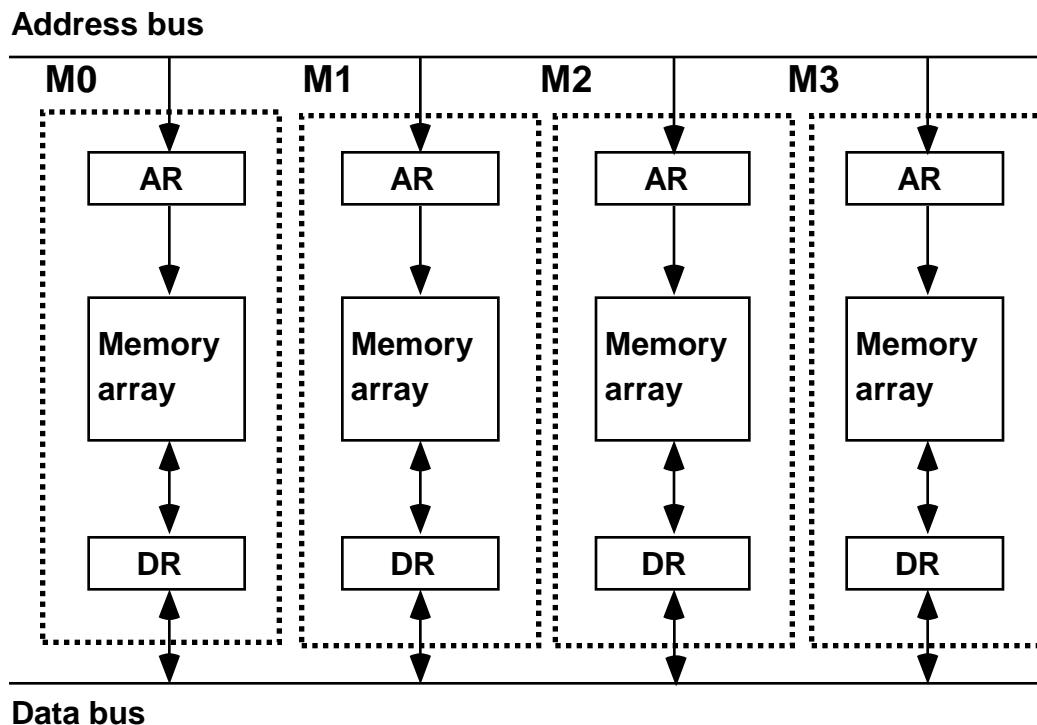 Address bus
M0
M1
M2
M3
AR
AR
AR
AR
Memory
array
Memory
array
Memory
array
Memory
array
DR
DR
DR
DR
Data bus